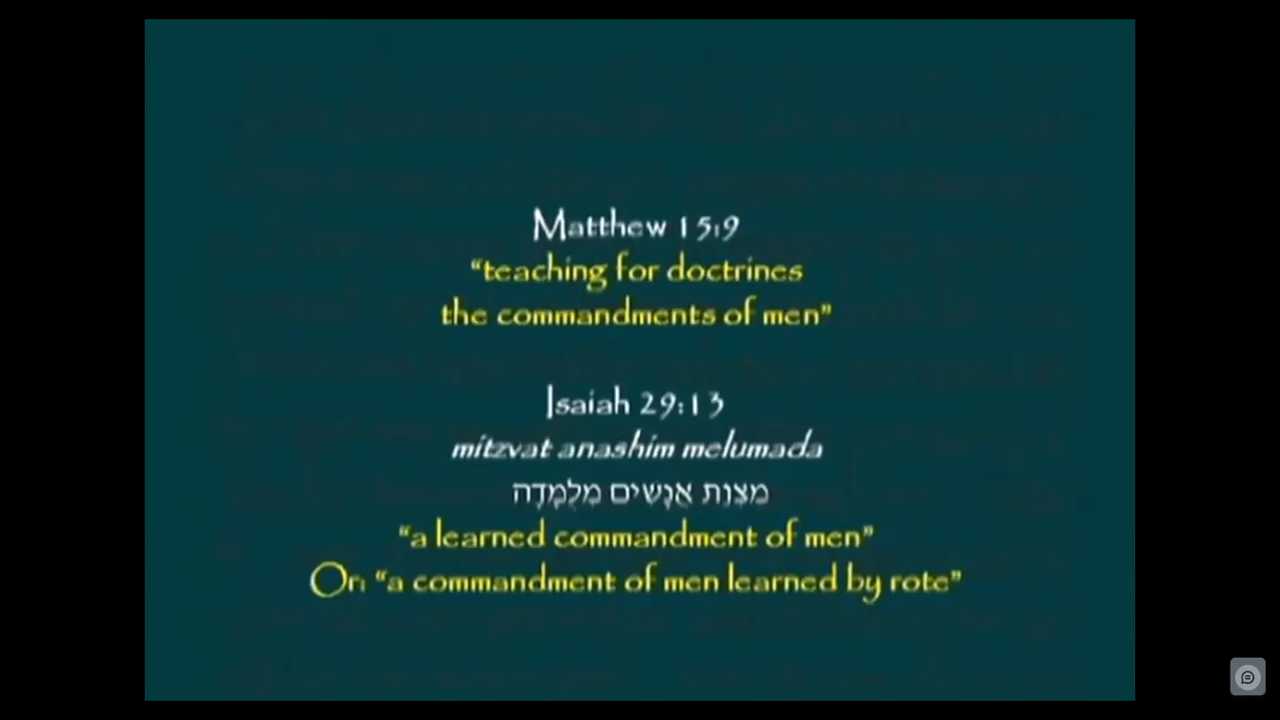 Matthew 15:9
“teaching for doctrines
the commandments of men”
Isaiah 29:13
mitzvat anashim melumada
מִצְוַת אֲנָשִׁים מְלֻמָּדָה
“a learned commandment of men”
Or: “a commandment of men learned by rote”